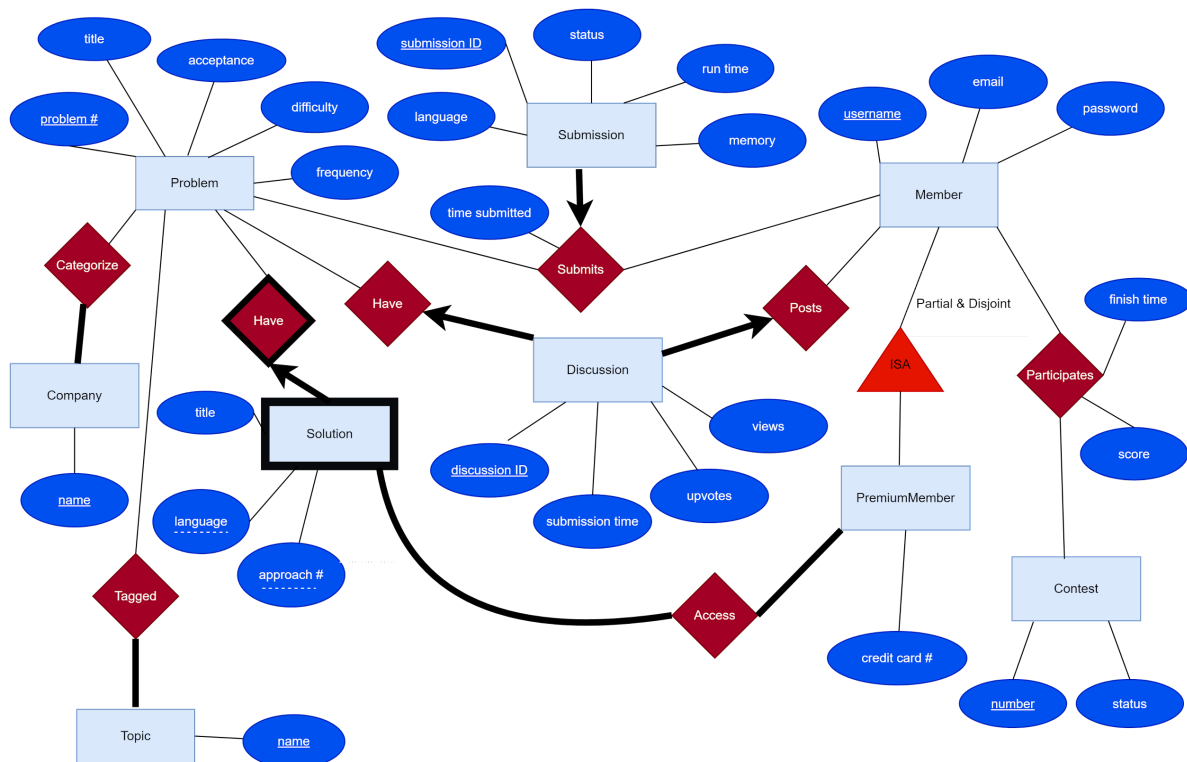 title
acceptance
problem #
difficulty
frequency
Problem
submission ID
status
run time
language
memory
Submission
time submitted
Submits
email
username
password
Member
Categorize
Have
Have
Posts
Partial & Disjoint
finish time
Company
name
title
Solution
language
approach #
Discussion
views
discussion ID
upvotes
submission time
ISA
Participates
score
PremiumMember
Tagged
Access
credit card #
Contest
number
status
Topic
name